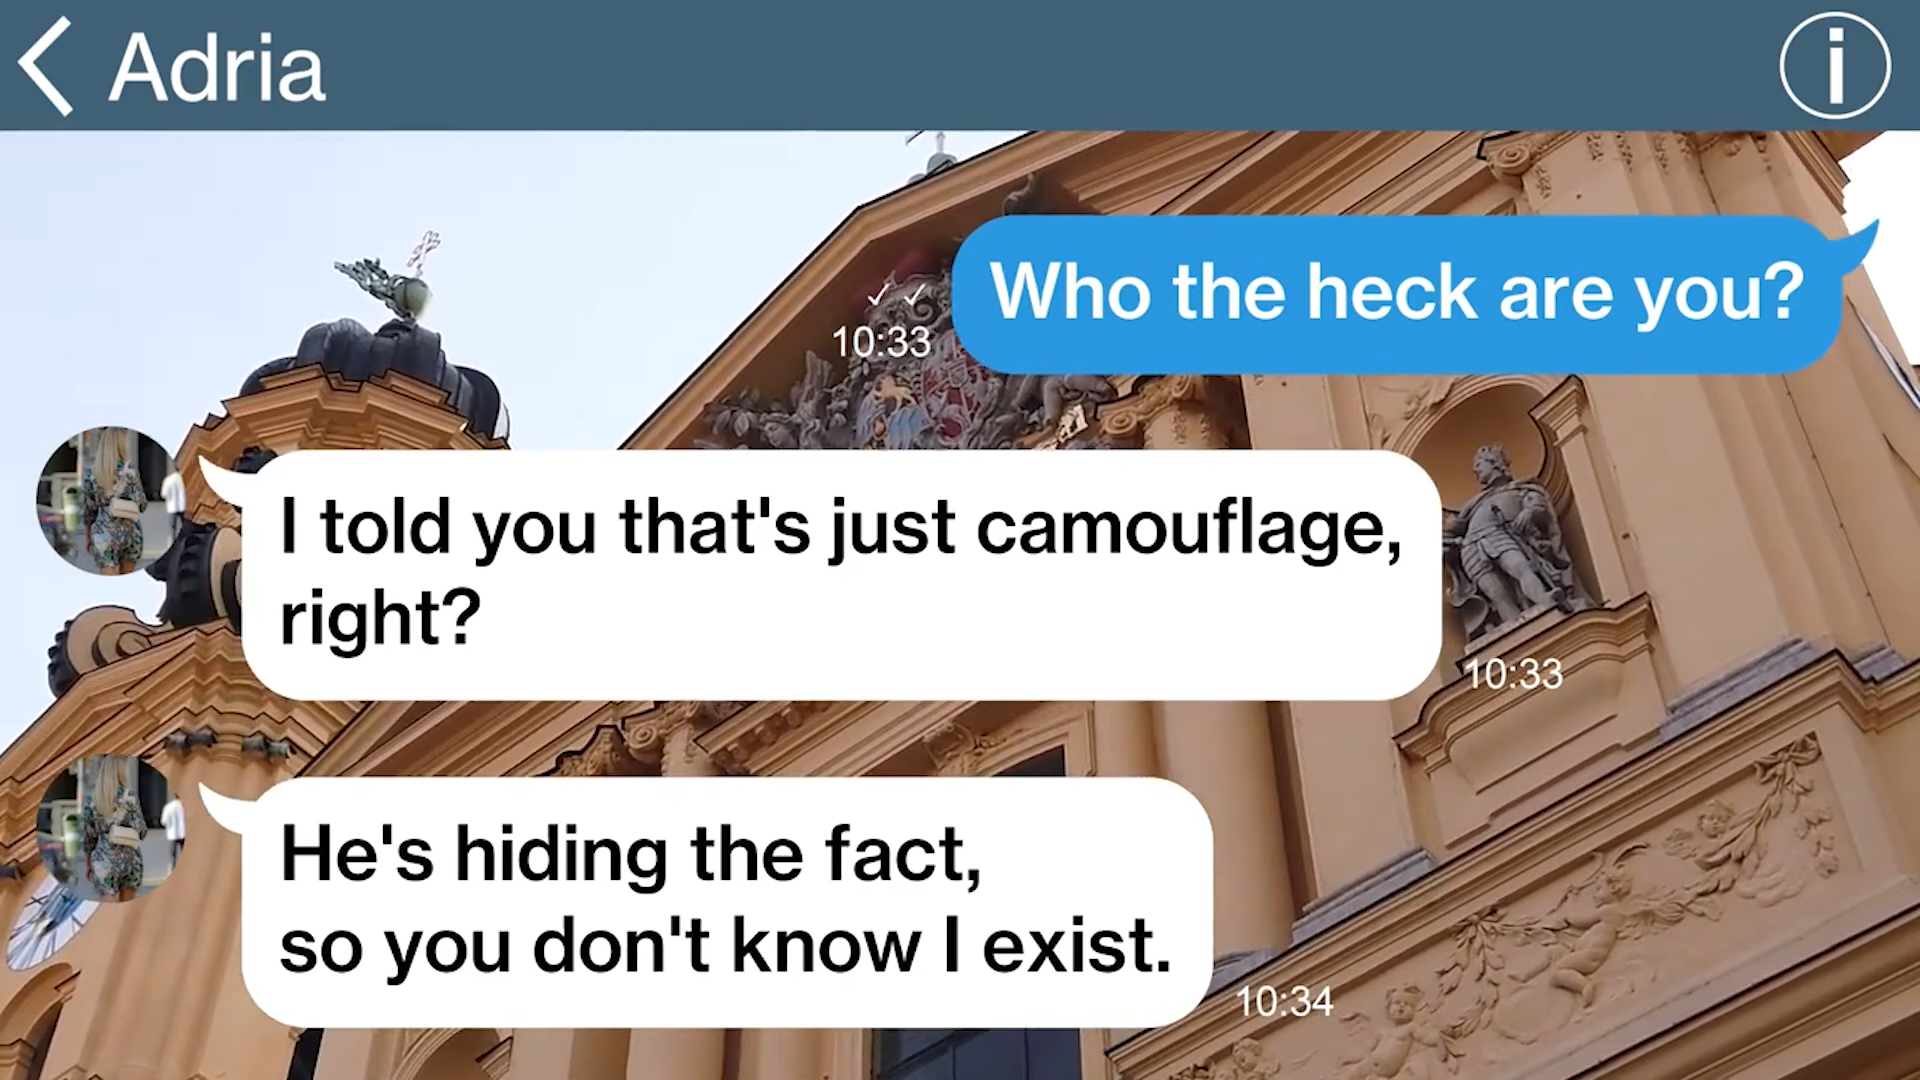 Adria
Who the heck are you?
10:33
I told you that's just camouflage,
right?
10:33
He's hiding the fact,
so you don't know I exist.
10:34